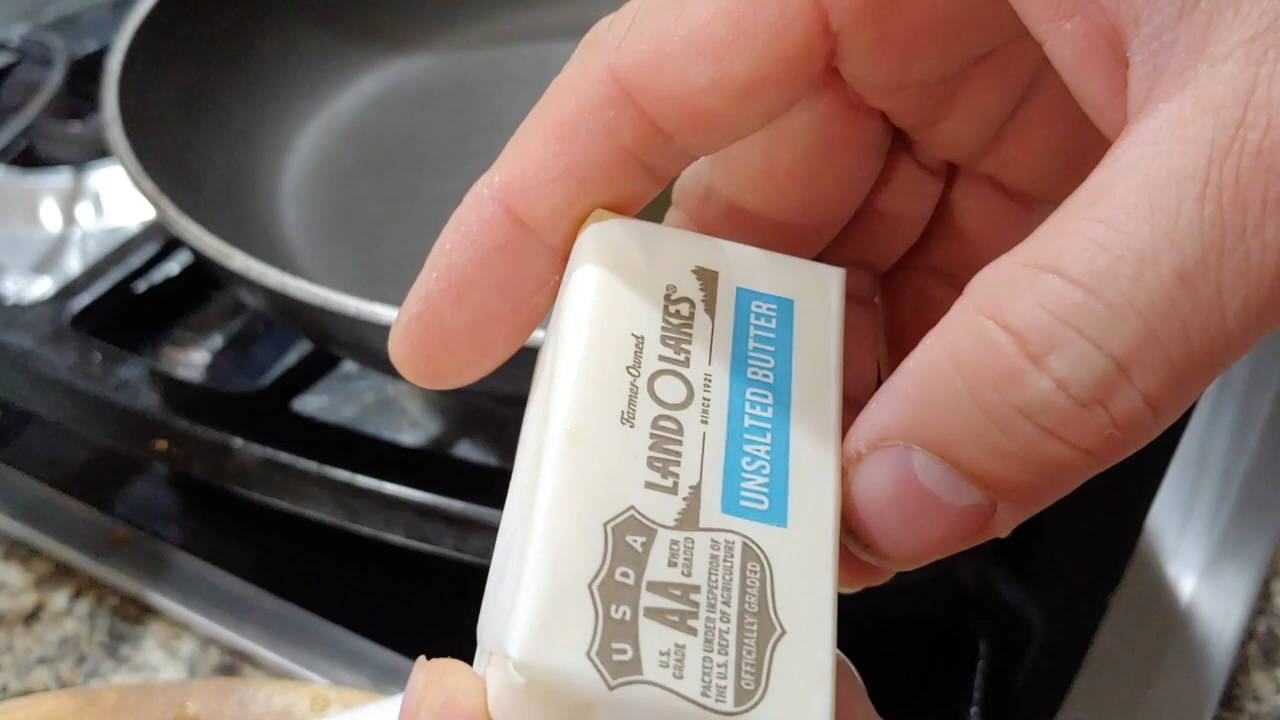 Farmer-Owned
LAND O LAKES®
SINCE 1921
UNSALTED BUTTER
USDA
U.S.
GRADE
AA
WHEN
GRADED
PACKED UNDER INSPECTION OF
THE U.S. DEPT. OF AGRICULTURE
OFFICIALLY GRADED